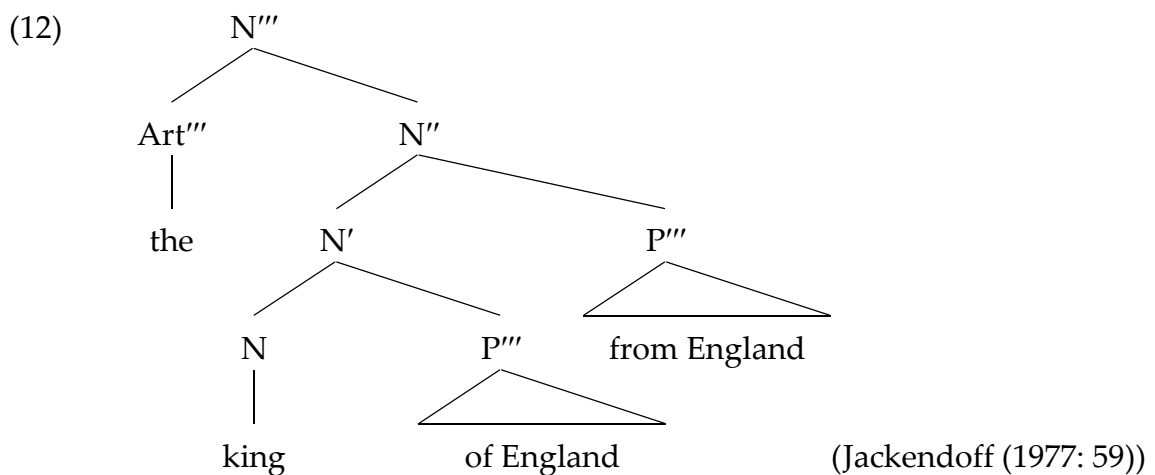 (12) N‴
Art‴ N″
the N′ P‴
N P‴ from England
king of England (Jackendoff (1977: 59))